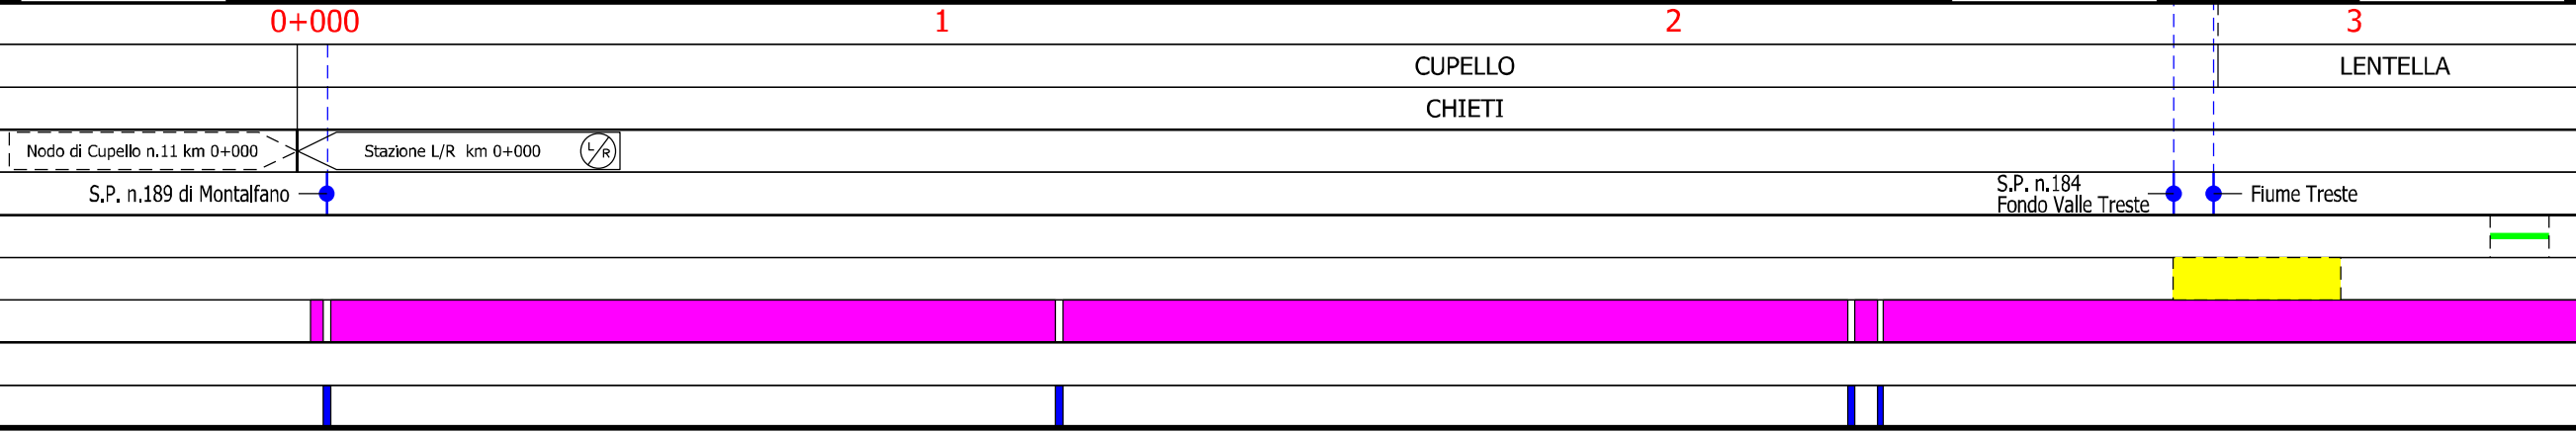 0+000 1 2 3
CUPELLO LENTELLA
CHIETI
Nodo di Cupello n.11 km 0+000 Stazione L/R km 0+000 L/R
S.P. n.189 di Montalfano
S.P. n.184
Fondo Valle Treste
Fiume Treste